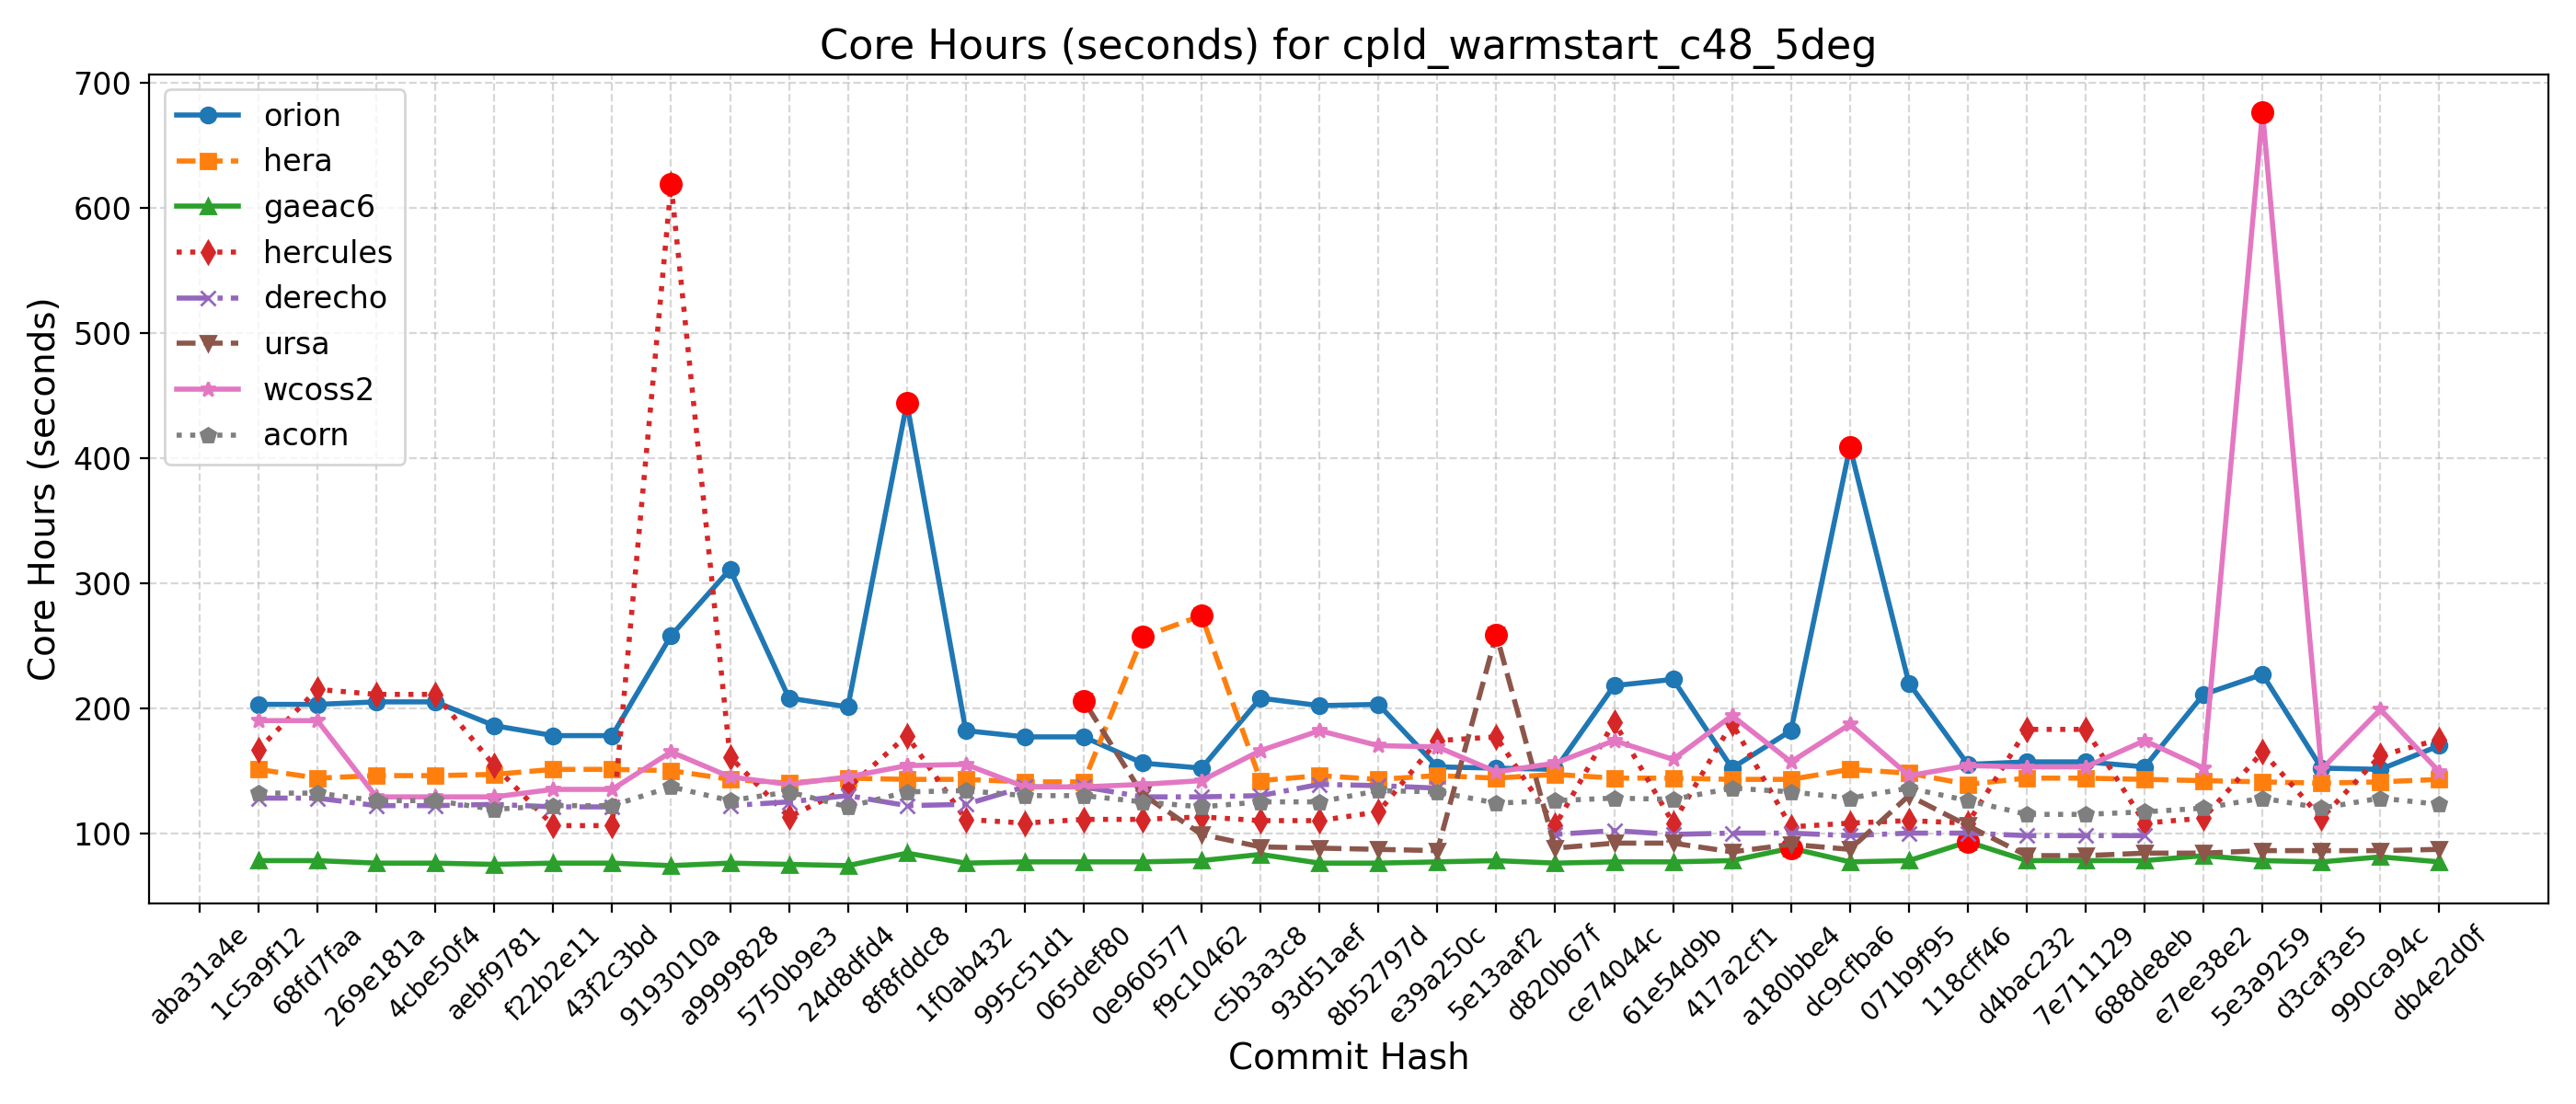 Core Hours (seconds) for cpld_warmstart_c48_5deg
Core Hours (seconds)
700
600
500
400
300
200
100
orion
hera
gaeac6
hercules
derecho
ursa
wcoss2
acorn
aba31a4e
1c5a9f12
68fd7faa
269e181a
4cbe50f4
aebf9781
f22b2e11
43f2c3bd
9193010a
a9999828
5750b9e3
24d8dfd4
8f8fddc8
1f0ab432
995c51d1
065def80
0e960577
f9c10462
c5b3a3c8
93d51aef
8b52797d
e39a250c
5e13aaf2
d820b67f
ce74044c
61e54d9b
417a2cf1
a180bbe4
dc9cfba6
071b9f95
118cff46
d4bac232
7e711129
688de8eb
e7ee38e2
5e3a9259
d3caf3e5
990ca94c
db4e2d0f
Commit Hash